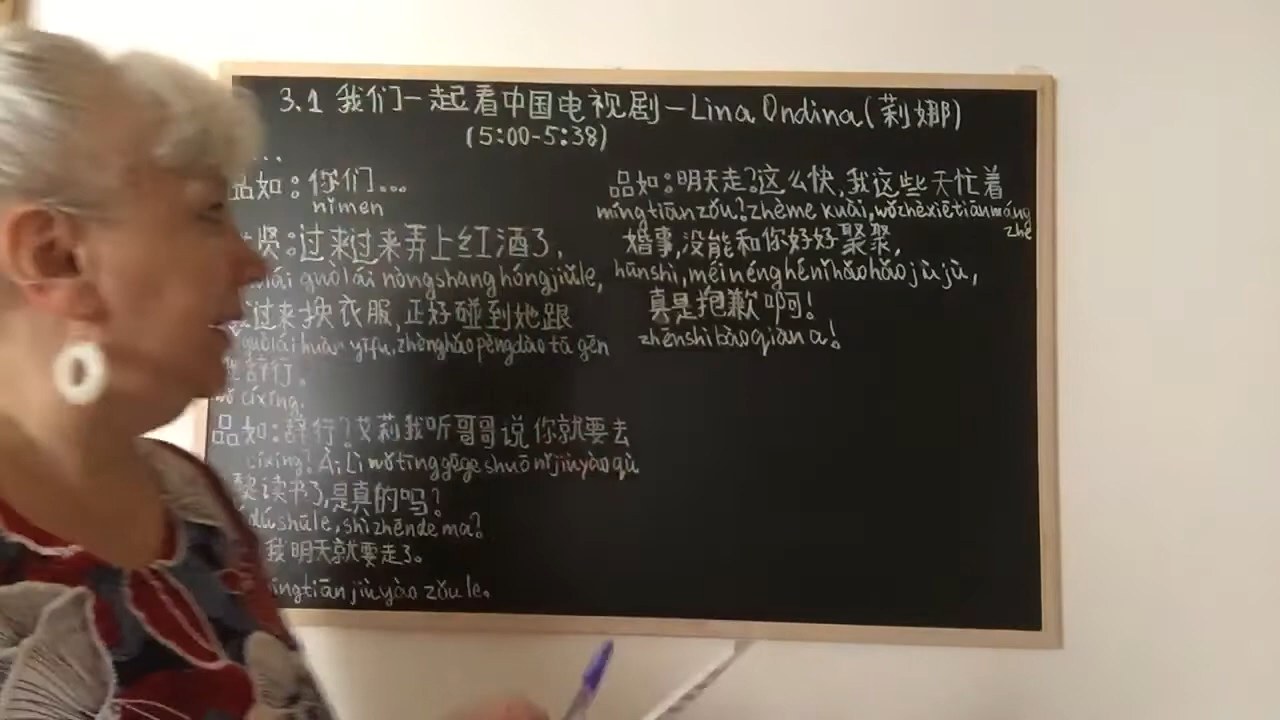 3.1 我们一起看中国电视剧-Lina Ondina(莉娜)
(5:00-5:38)
...
品如:你们...
nǐmen
贤:过来过来弄上红酒了,
lái guòlái nòngshang hóngjiǔle,
过来换衣服,正好碰到她跟
guòlái huàn yīfu, zhènghǎo pèngdào tā gēn
辞行。
cíxíng.
品如:辞行?艾莉我听哥哥说你就要去
cíxíng? Ài Lì wǒ tīng gēge shuō nǐ jiùyào qù
读书了,是真的吗?
dúshūle, shì zhēnde ma?
我明天就要走了。
míngtiān jiùyào zǒu le.
品如:明天走?这么快,我这些天忙着
míngtiān zǒu? zhème kuài, wǒ zhèxiētiān máng
zhe
婚事,没能和你好好聚聚,
hūnshì, méinéng hé nǐ hǎohǎo jùjù,
真是抱歉啊!
zhēnshì bàoqiàn a!